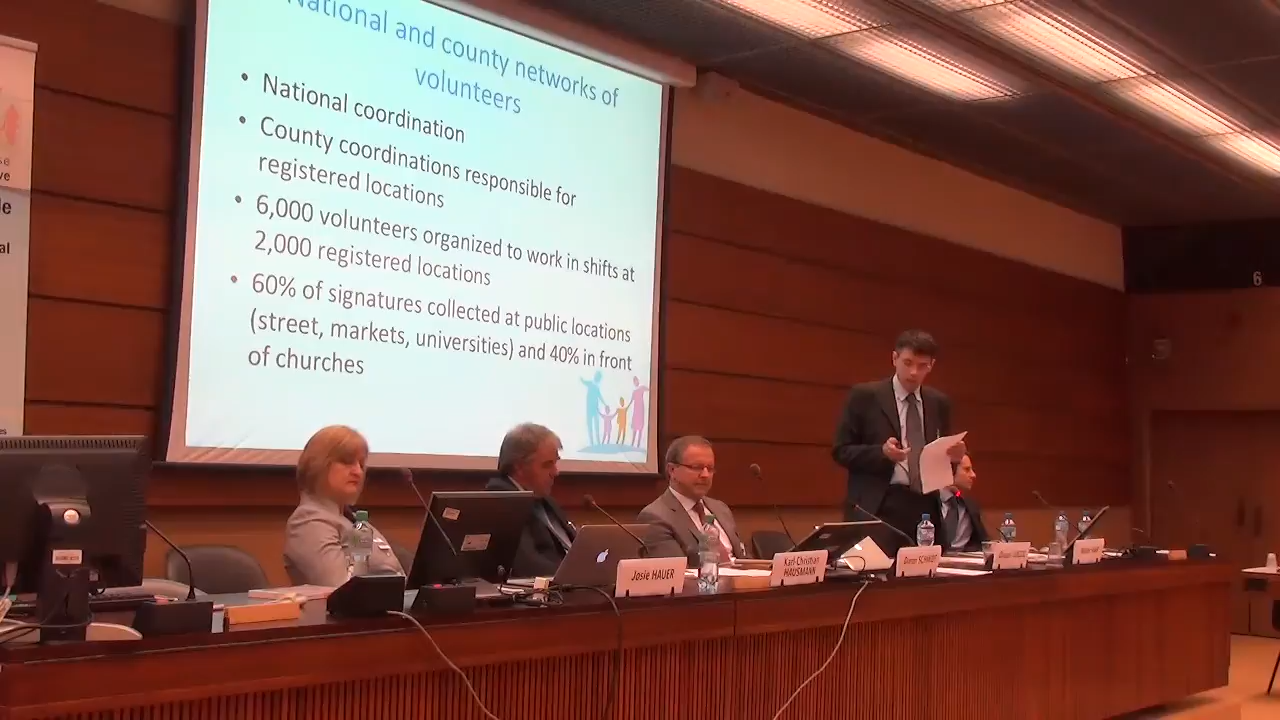 National and county networks of
volunteers
• National coordination
• County coordinations responsible for
registered locations
• 6,000 volunteers organized to work in shifts at
2,000 registered locations
• 60% of signatures collected at public locations
(street, markets, universities) and 40% in front
of churches
6
Josie HAUER
Karl-Christian
HAUSMANN